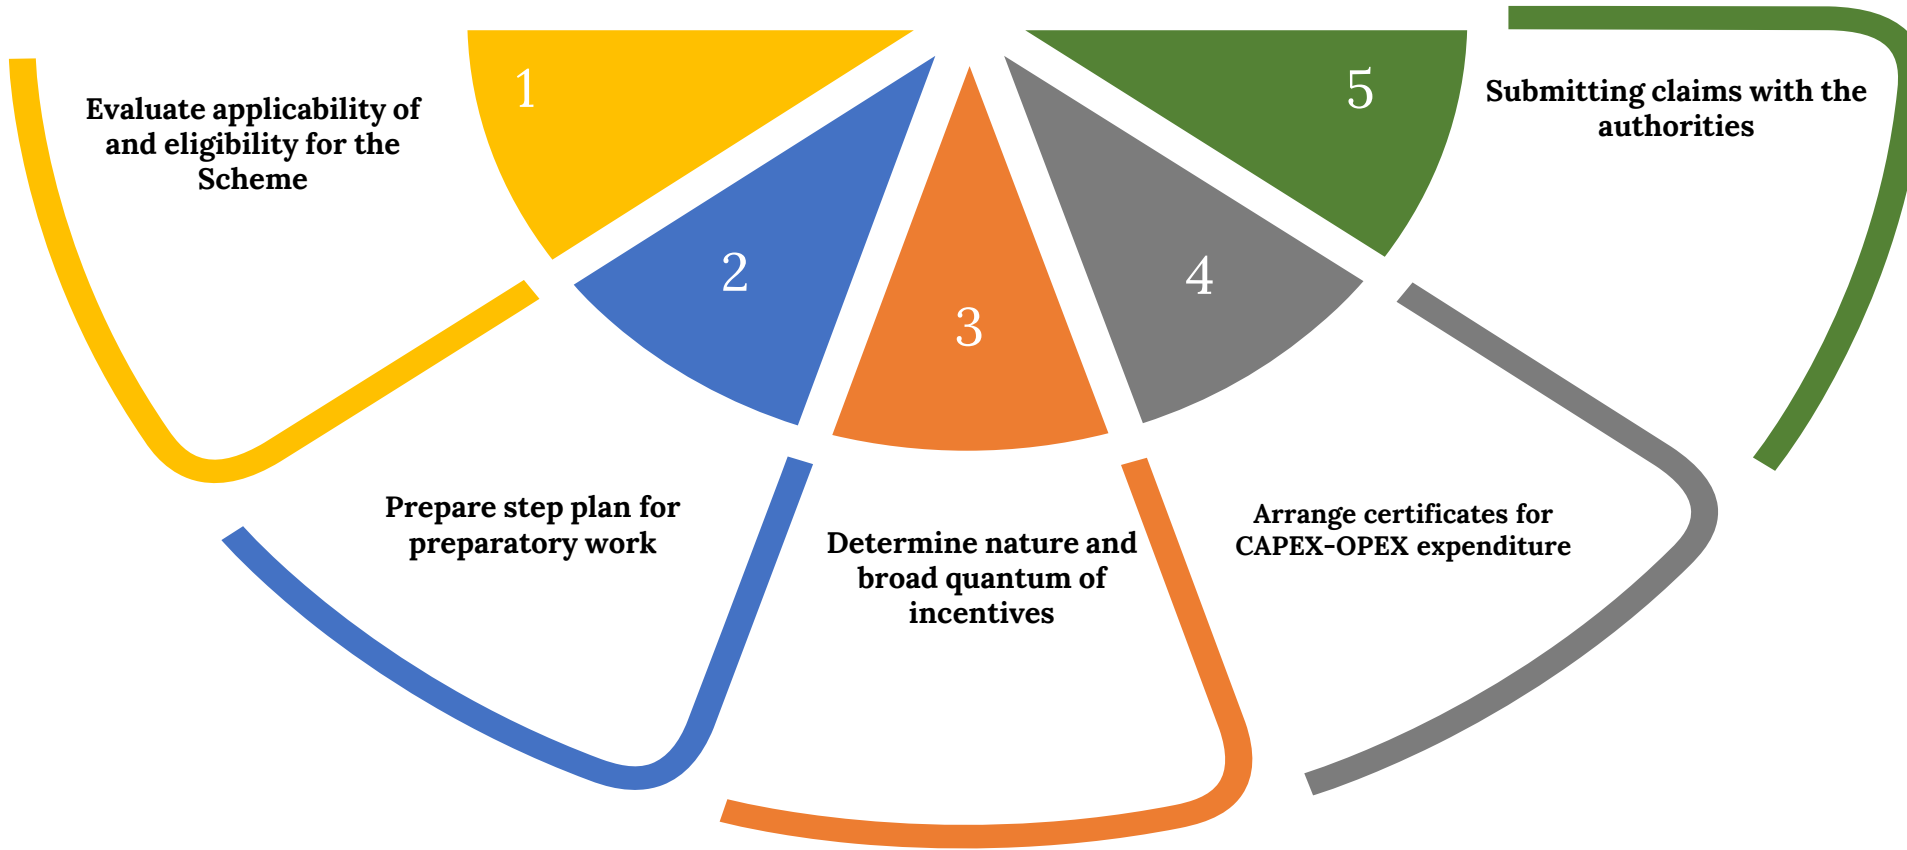 1
Evaluate applicability of
and eligibility for the
Scheme
2
Prepare step plan for
preparatory work
3
Determine nature and
broad quantum of
incentives
4
Arrange certificates for
CAPEX-OPEX expenditure
5
Submitting claims with the
authorities